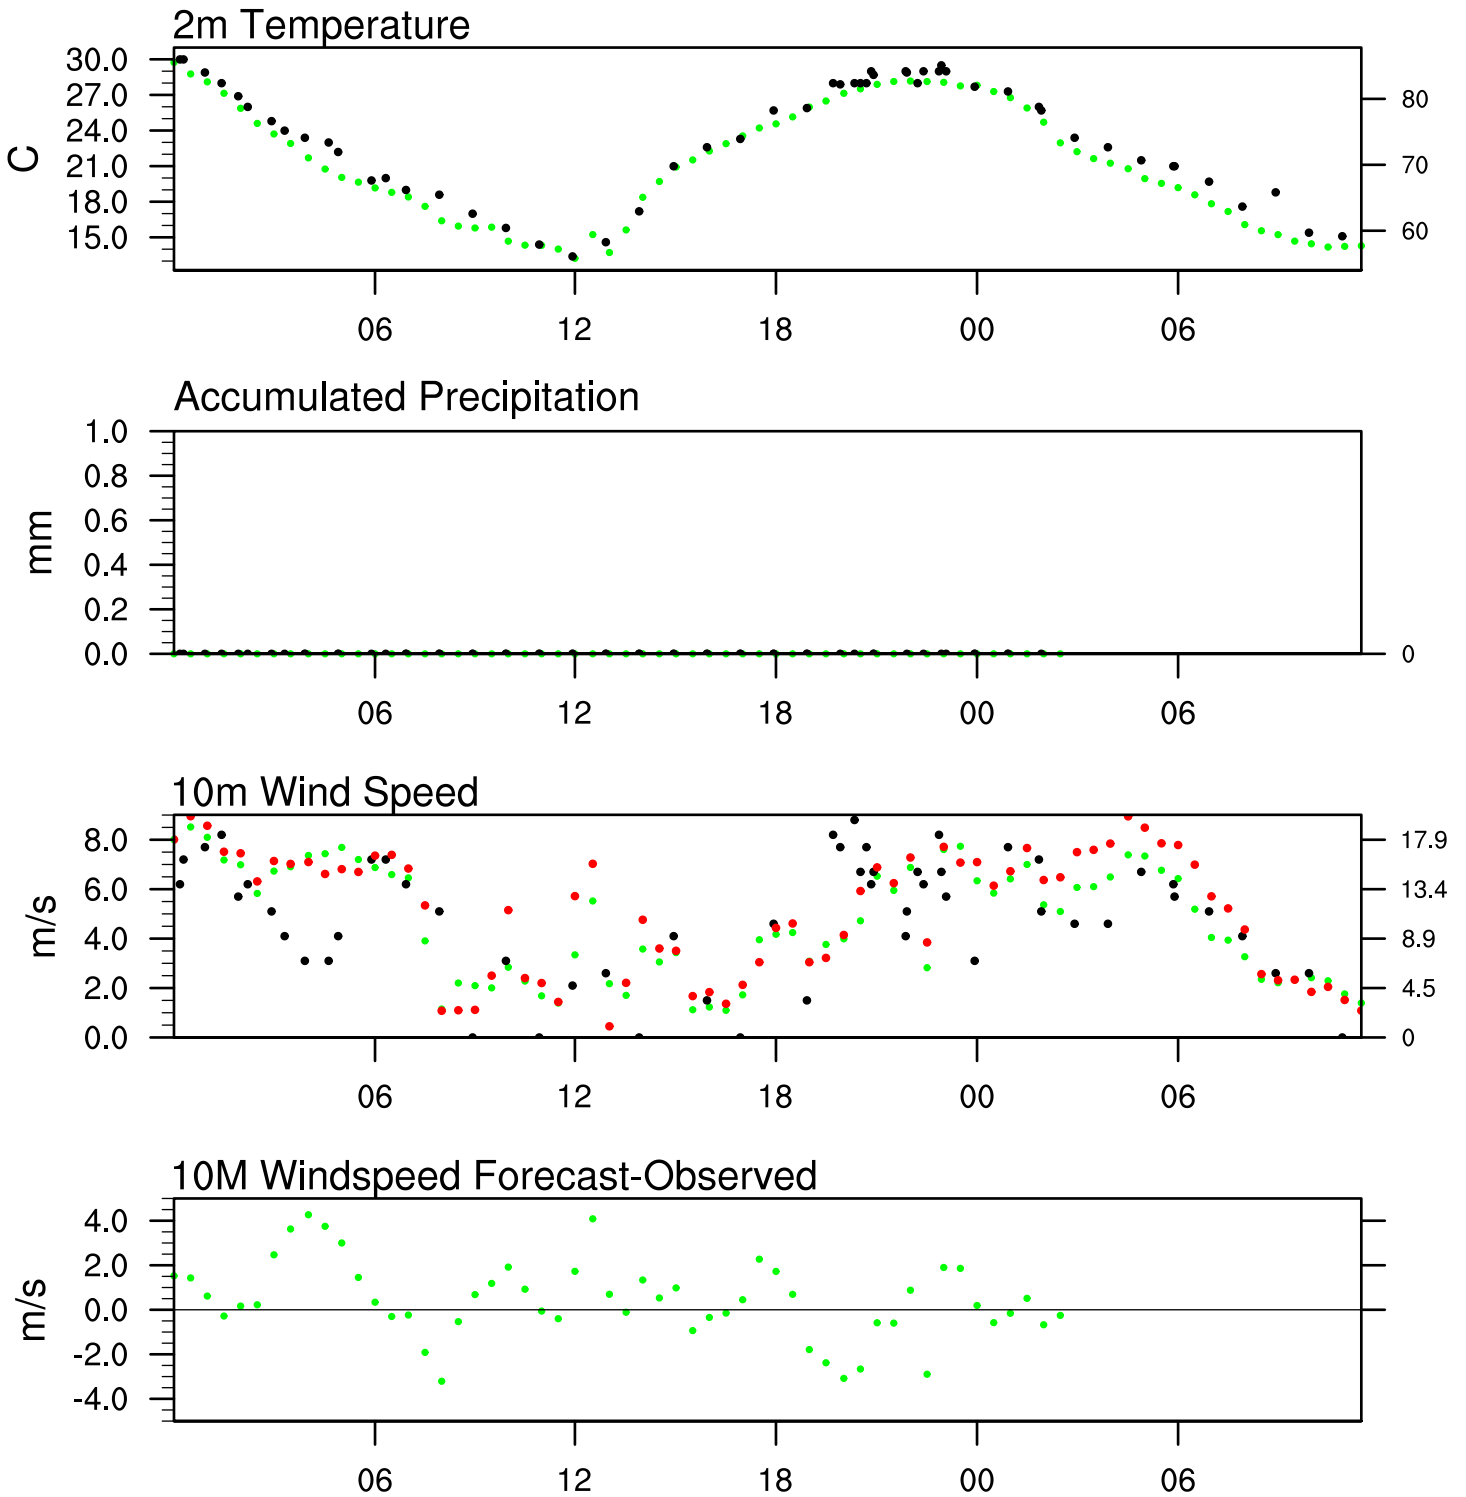 2m Temperature
30.0
27.0
24.0
21.0
18.0
15.0
C
80
70
60
06 12 18 00 06
Accumulated Precipitation
1.0
0.8
0.6
0.4
0.2
0.0
mm
0
06 12 18 00 06
10m Wind Speed
8.0
6.0
4.0
2.0
0.0
m/s
17.9
13.4
8.9
4.5
0
06 12 18 00 06
10M Windspeed Forecast-Observed
4.0
2.0
0.0
-2.0
-4.0
m/s
06 12 18 00 06